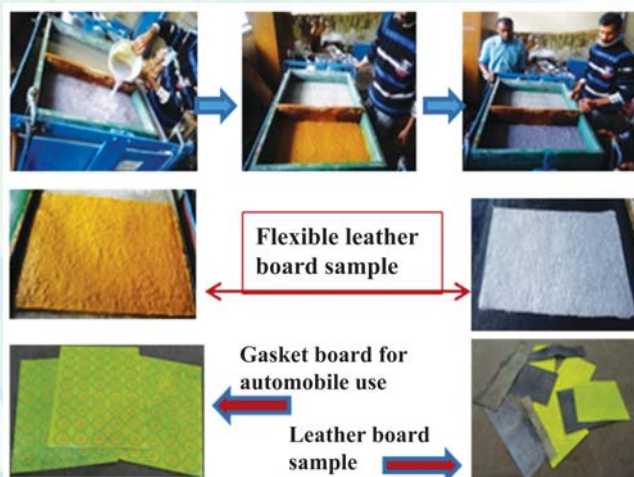 Flexible leather
board sample
Gasket board for
automobile use
Leather board
sample